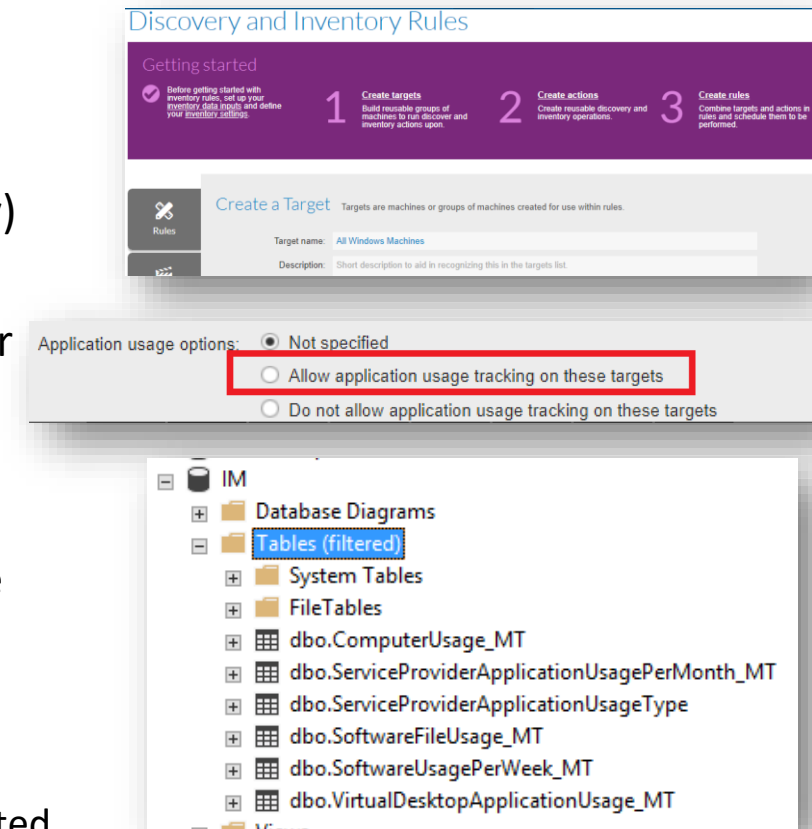 Discovery and Inventory Rules
Getting started
Before getting started with
inventory rules, set up your
inventory data inputs and define
your inventory settings.
1
Create targets
Build reusable groups of
machines to run discover and
inventory actions upon.
2
Create actions
Create reusable discovery and
inventory operations.
3
Create rules
Combine targets and actions in
rules and schedule them to be
performed.
)
Rules
Create a Target Targets are machines or groups of machines created for use within rules.
Target name: All Windows Machines
Description: Short description to aid in recognizing this in the targets list.
r
Application usage options: Not specified
Allow application usage tracking on these targets
Do not allow application usage tracking on these targets
IM
Database Diagrams
Tables (filtered)
System Tables
FileTables
dbo.ComputerUsage_MT
dbo.ServiceProviderApplicationUsagePerMonth_MT
dbo.ServiceProviderApplicationUsageType
dbo.SoftwareFileUsage_MT
dbo.SoftwareUsagePerWeek_MT
dbo.VirtualDesktopApplicationUsage_MT